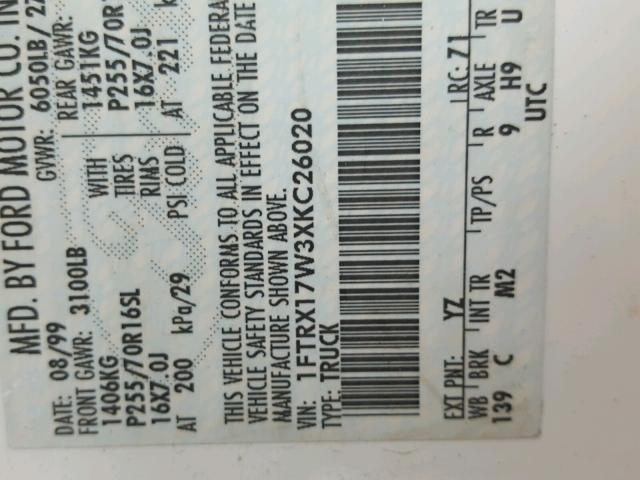 MFD. BY FORD MOTOR CO. IN
DATE: 08/99 GVWR: 6050LB/ 22
FRONT GAWR: 3100LB REAR GAWR:
1406KG WITH 1451KG
P255/70R16SL TIRES P255/70R1
16X7.0J RIMS 16X7.0J
AT 200 kPa/29 PSI COLD AT 221 k
THIS VEHICLE CONFORMS TO ALL APPLICABLE FEDERA
VEHICLE SAFETY STANDARDS IN EFFECT ON THE DATE
MANUFACTURE SHOWN ABOVE.
VIN: 1FTRX17W3XKC26020
TYPE: TRUCK
EXT PNT: YZ RC: 71
WB BRK INT TR TP/PS R AXLE TR
139 C M2 9 H9 U
UTC